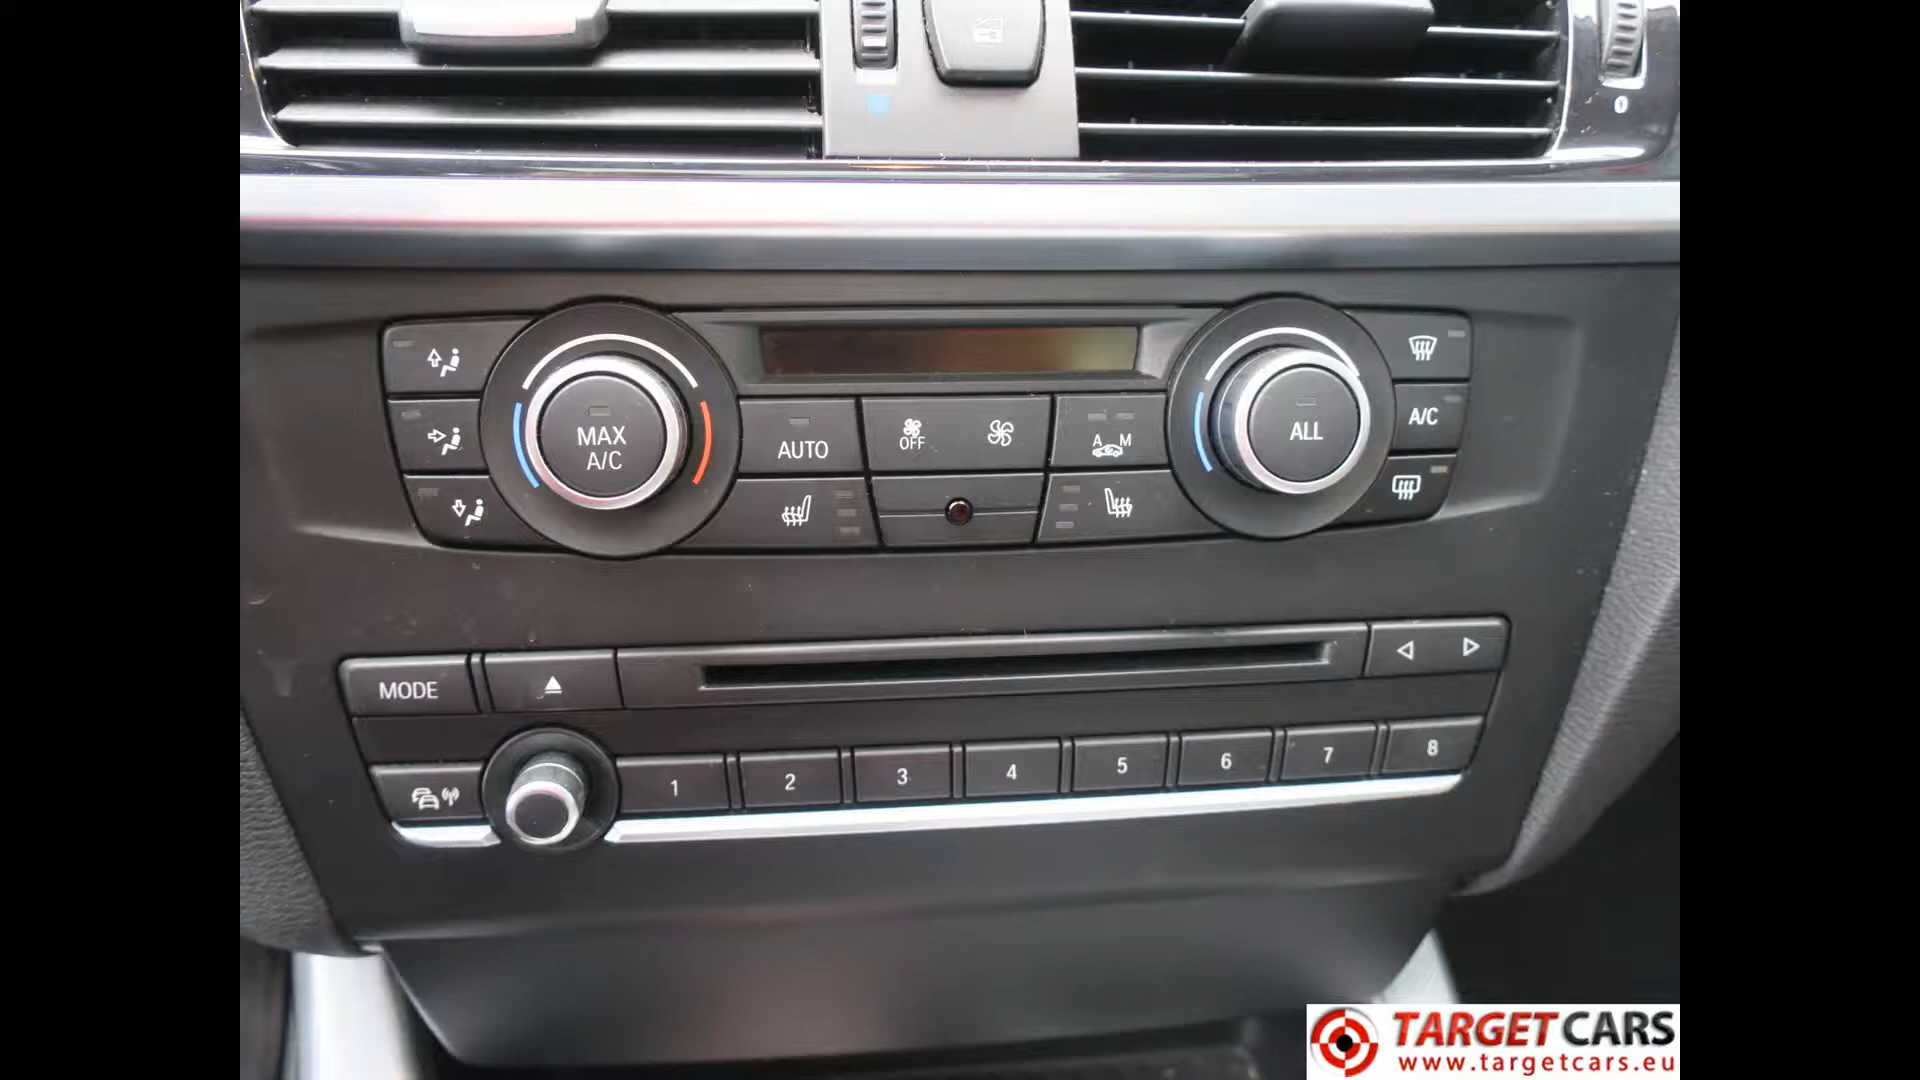 MAX
A/C
AUTO
OFF
A M
ALL
A/C
MODE
1 2 3 4 5 6 7 8
TARGET CARS
www.targetcars.eu